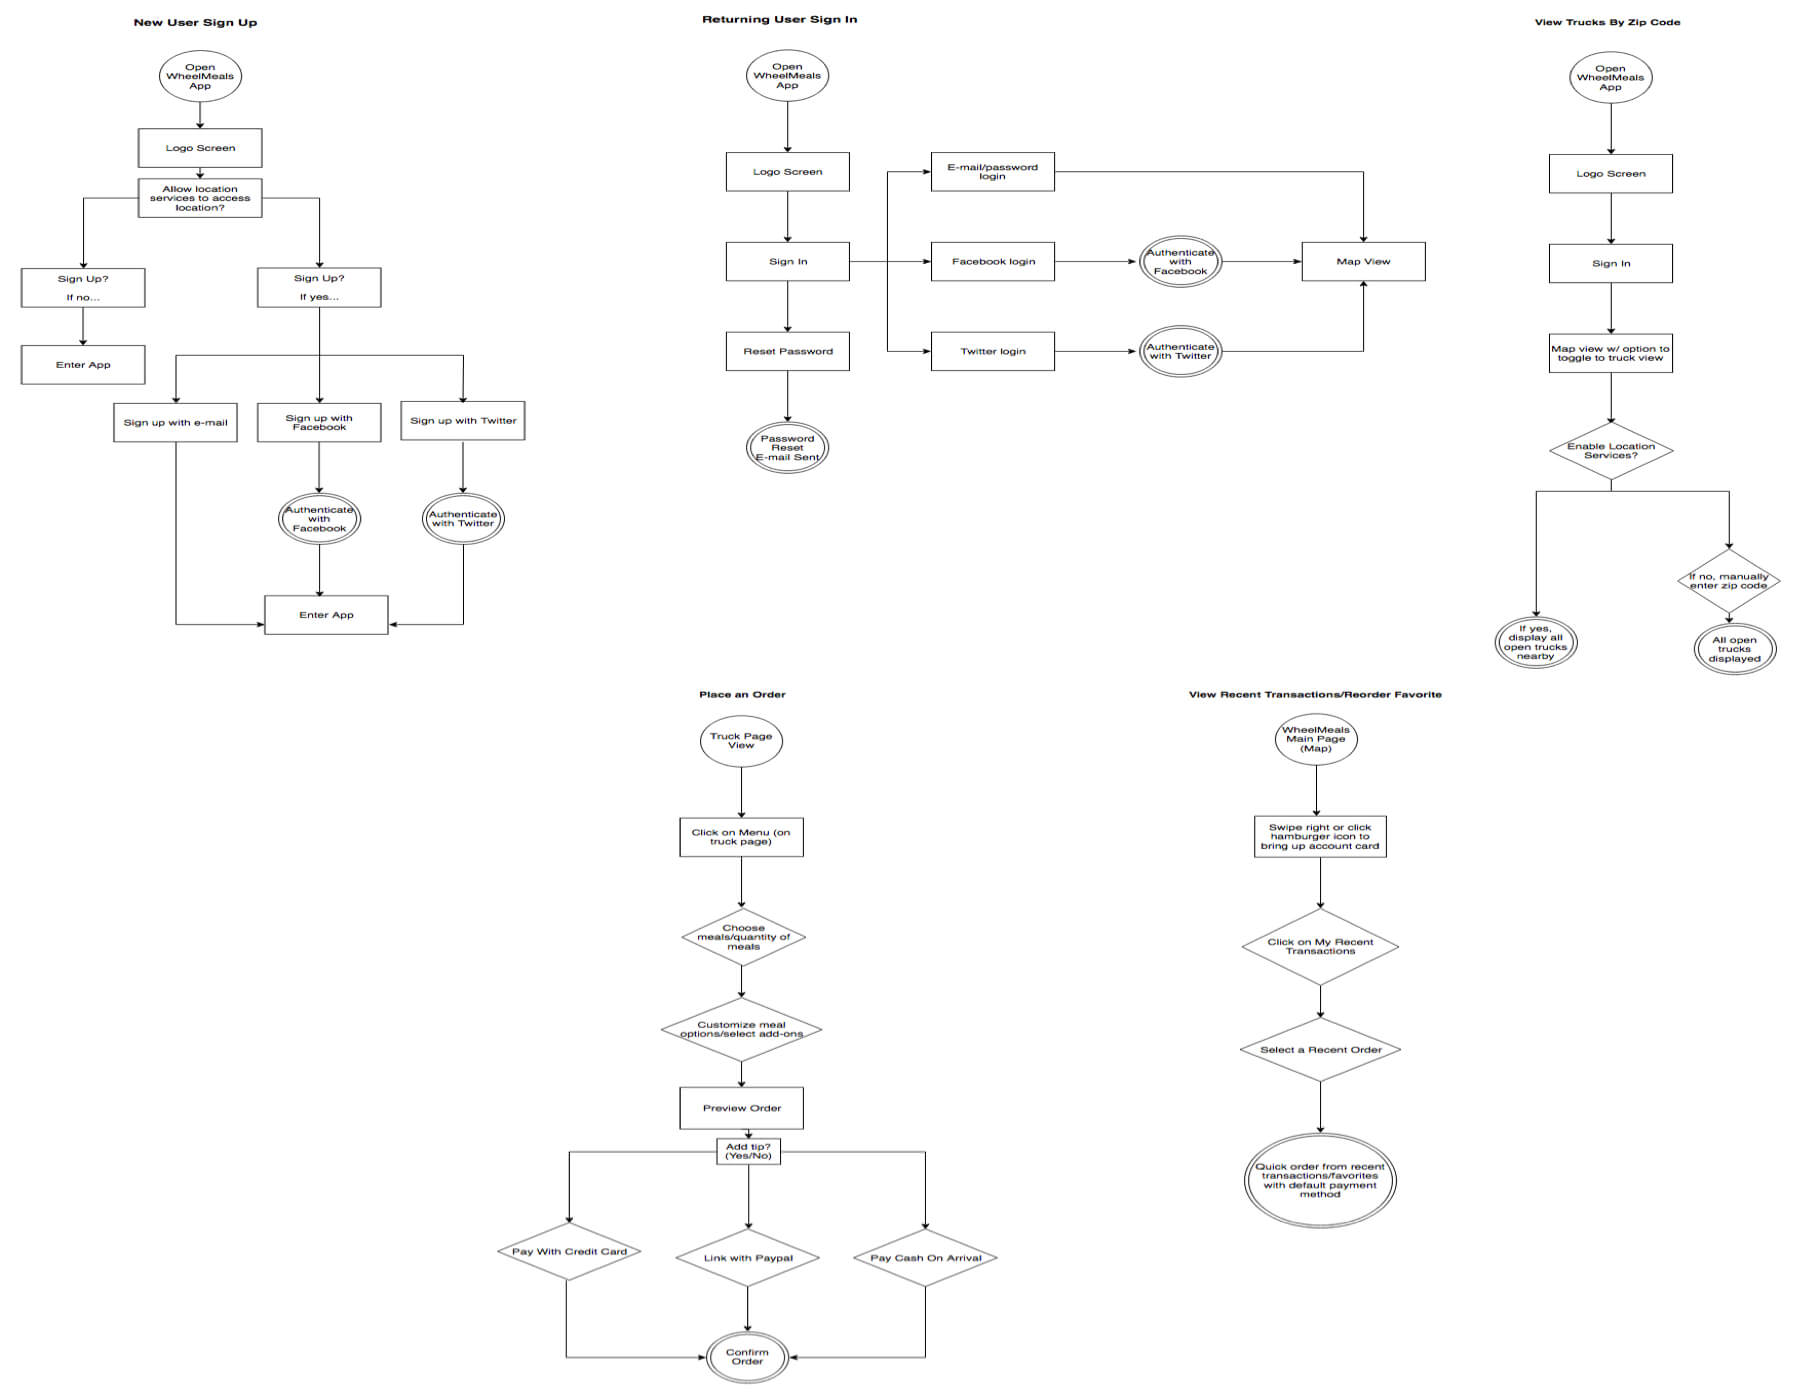 New User Sign Up
Open
WheelMeals
App
Logo Screen
Allow location
services to access
location?
Sign Up?
If no...
Enter App
Sign Up?
If yes...
Sign up with e-mail
Sign up with
Facebook
Sign up with Twitter
Authenticate
with
Facebook
Authenticate
with Twitter
Enter App
Returning User Sign In
Open
WheelMeals
App
Logo Screen
Sign In
Reset Password
Password
Reset
E-mail Sent
E-mail/password
login
Facebook login
Authenticate
with
Facebook
Map View
Twitter login
Authenticate
with Twitter
View Trucks By Zip Code
Open
WheelMeals
App
Logo Screen
Sign In
Map view w/ option to
toggle to truck view
Enable Location
Services?
If no, manually
enter zip code
If yes,
display all
open trucks
nearby
All open
trucks
displayed
Place an Order
Truck Page
View
Click on Menu (on
truck page)
Choose
meals/quantity of
meals
Customize meal
options/select add-ons
Preview Order
Add tip?
(Yes/No)
Pay With Credit Card
Link with Paypal
Pay Cash On Arrival
Confirm
Order
View Recent Transactions/Reorder Favorite
WheelMeals
Main Page
(Map)
Swipe right or click
hamburger icon to
bring up account card
Click on My Recent
Transactions
Select a Recent Order
Quick order from recent
transactions/favorites
with default payment
method